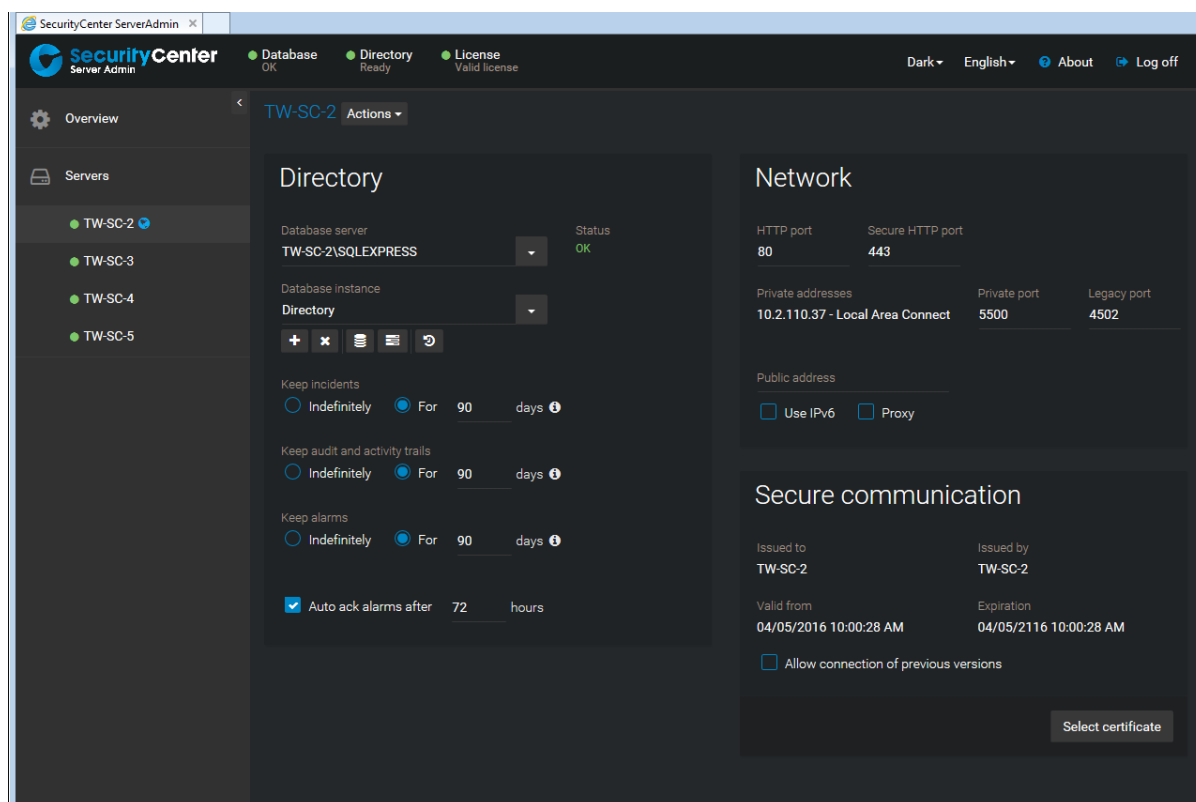 SecurityCenter ServerAdmin ×
SecurityCenter
Server Admin
Database
OK
Directory
Ready
License
Valid license
Dark
English
About
Log off
Overview
Servers
TW-SC-2
TW-SC-3
TW-SC-4
TW-SC-5
TW-SC-2 Actions
Directory
Database server
TW-SC-2\SQLEXPRESS
Status
OK
Database instance
Directory
Keep incidents
Indefinitely For 90 days
Keep audit and activity trails
Indefinitely For 90 days
Keep alarms
Indefinitely For 90 days
Auto ack alarms after 72 hours
Network
HTTP port Secure HTTP port
80 443
Private addresses Private port Legacy port
10.2.110.37 - Local Area Connect 5500 4502
Public address
Use IPv6 Proxy
Secure communication
Issued to Issued by
TW-SC-2 TW-SC-2
Valid from Expiration
04/05/2016 10:00:28 AM 04/05/2116 10:00:28 AM
Allow connection of previous versions
Select certificate